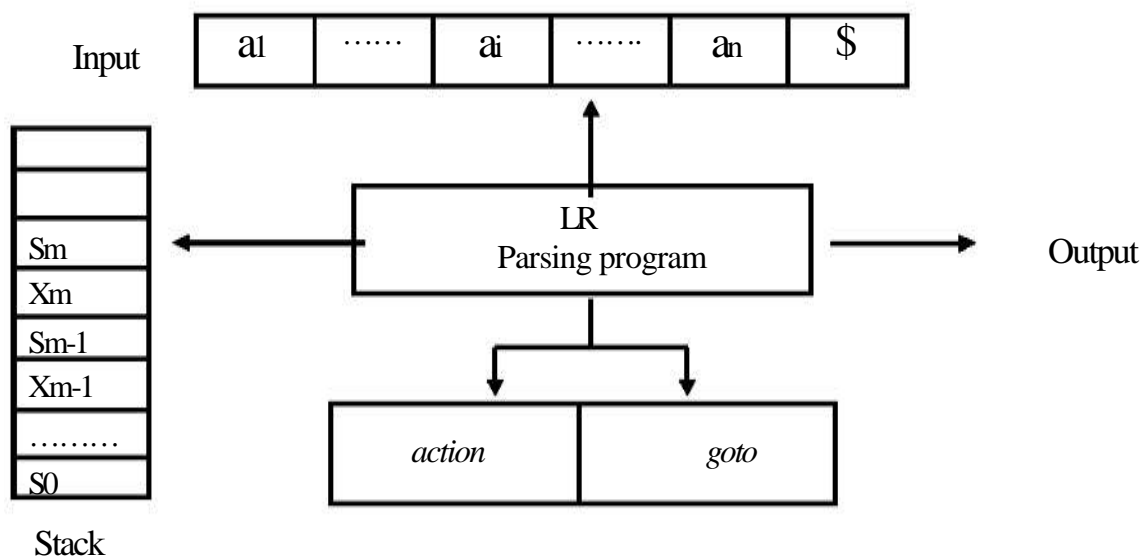 Input
a1 …… ai ……. an $
LR
Parsing program
Output
Sm
Xm
Sm-1
Xm-1
………
S0
Stack
action goto